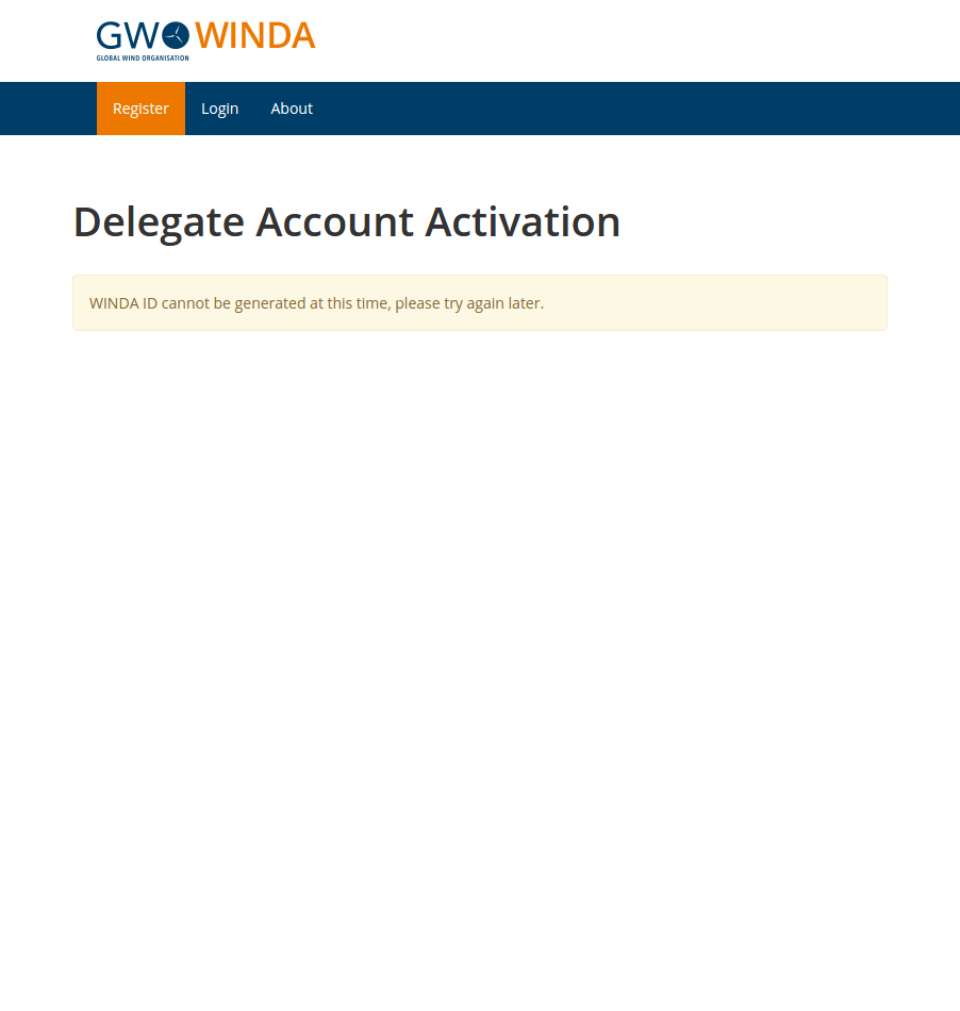 GWO WINDA
GLOBAL WIND ORGANISATION
Register Login About
Delegate Account Activation
WINDA ID cannot be generated at this time, please try again later.